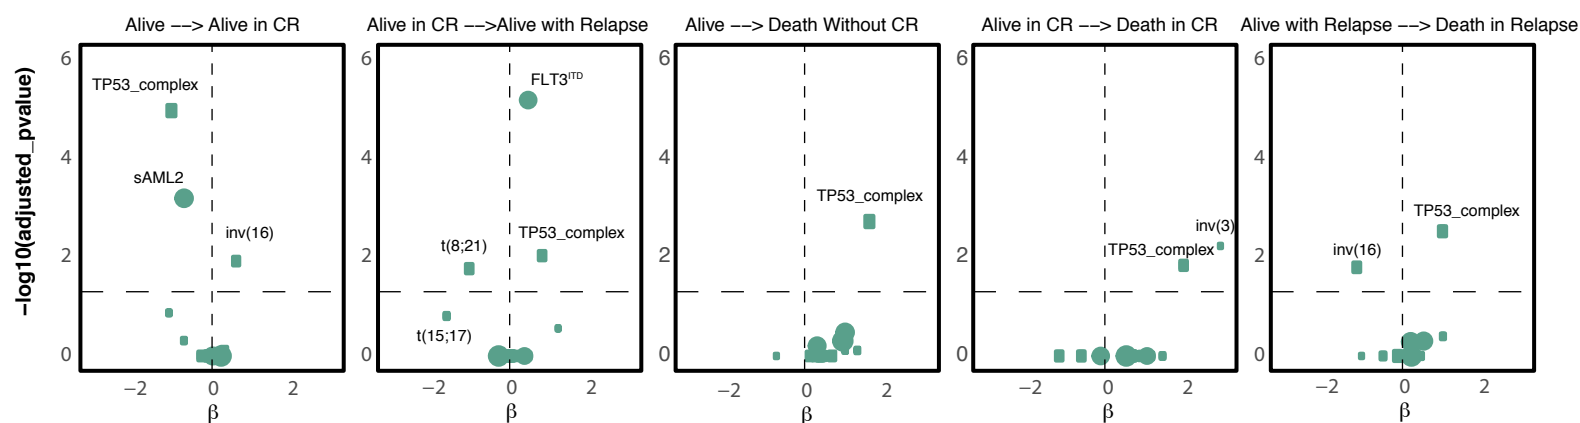 Alive −−> Alive in CR
Alive in CR −−>Alive with Relapse
Alive −−> Death Without CR
Alive in CR −−> Death in CR
Alive with Relapse −−> Death in Relapse
−log10(adjusted_pvalue)
6
4
2
0
TP53_complex
sAML2
inv(16)
−2
0
2
β
6
4
2
0
FLT3ITD
t(8;21)
TP53_complex
t(15;17)
−2
0
2
β
6
4
2
0
TP53_complex
−2
0
2
β
6
4
2
0
inv(3)
TP53_complex
−2
0
2
β
6
4
2
0
TP53_complex
inv(16)
−2
0
2
β